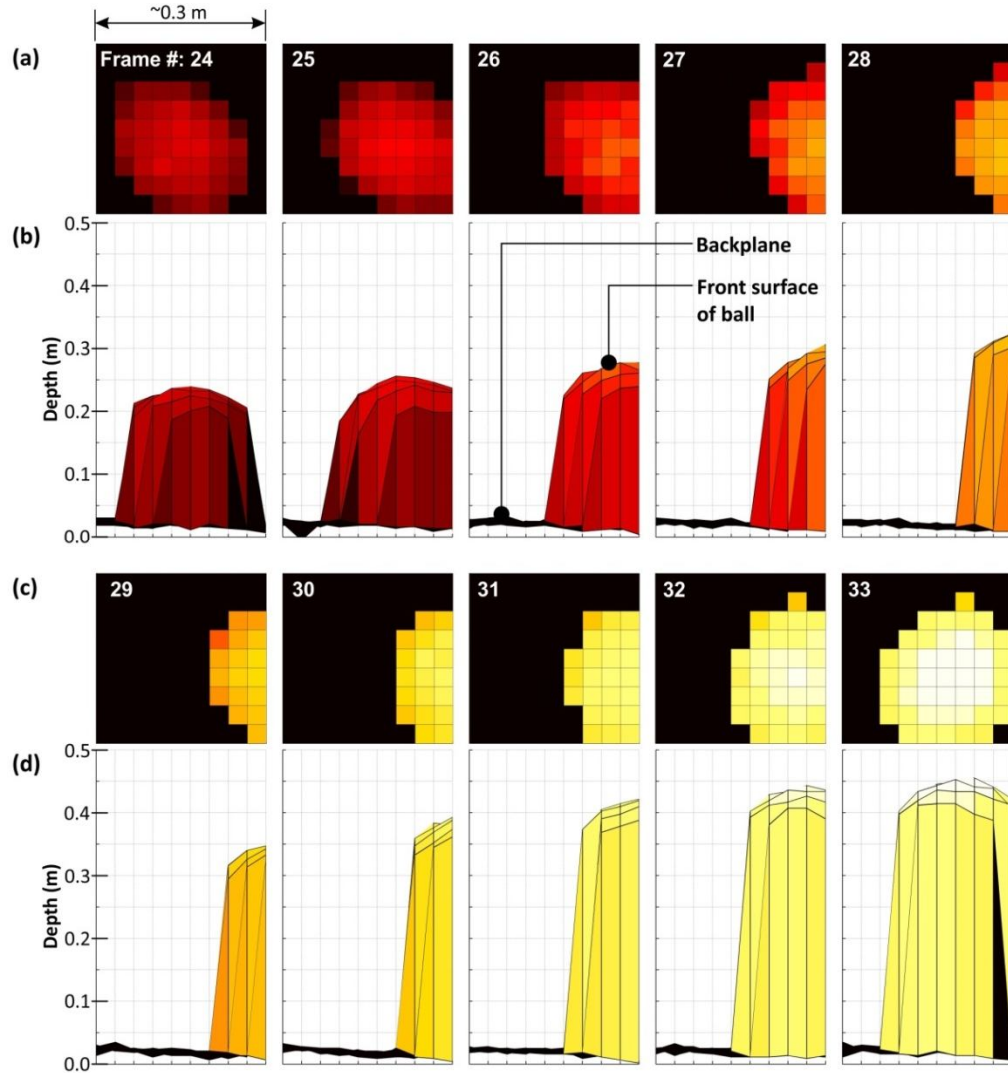 ~0.3 m
(a)
Frame #: 24
25
26
27
28
(b)
0.5
0.4
0.3
0.2
0.1
0.0
Depth (m)
Backplane
Front surface
of ball
(c)
29
30
31
32
33
(d)
0.5
0.4
0.3
0.2
0.1
0.0
Depth (m)